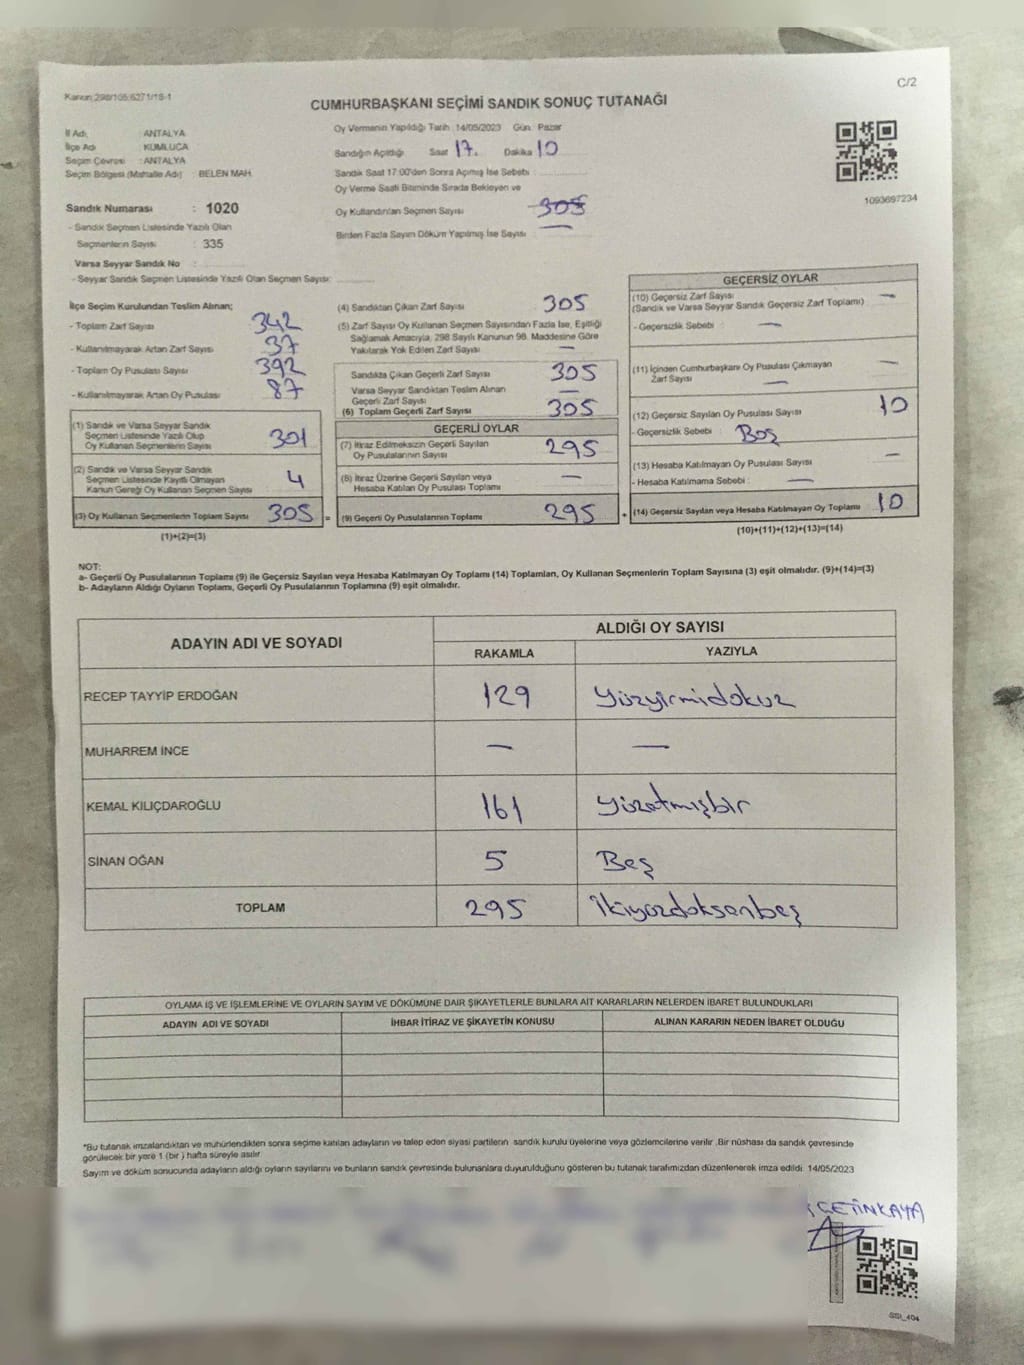 C/2
Kanun:298/105:6271/18-1
CUMHURBAŞKANI SEÇİMİ SANDIK SONUÇ TUTANAĞI
İl Adı : ANTALYA
İlçe Adı : KUMLUCA
Seçim Çevresi : ANTALYA
Seçim Bölgesi (Mahalle Adı) : BELEN MAH.
Sandık Numarası : 1020
- Sandık Seçmen Listesinde Yazılı Olan
Seçmenlerin Sayısı : 335
Varsa Seyyar Sandık No :
- Seyyar Sandık Seçmen Listesinde Yazılı Olan Seçmen Sayısı:
Oy Vermenin Yapıldığı Tarih :14/05/2023 Gün: Pazar
Sandığın Açıldığı Saat 17. Dakika 10
Sandık Saat 17:00'den Sonra Açmış İse Sebebi :
Oy Verme Saati Bitiminde Sırada Bekleyen ve
Oy Kullandırılan Seçmen Sayısı : 305
Birden Fazla Sayım Döküm Yapılmış İse Sayısı : —
1093697234
İlçe Seçim Kurulundan Teslim Alınan;
- Toplam Zarf Sayısı 342
- Kullanılmayarak Artan Zarf Sayısı 37
- Toplam Oy Pusulası Sayısı 392
- Kullanılmayarak Artan Oy Pusulası 87
(1) Sandık ve Varsa Seyyar Sandık
Seçmen Listesinde Yazılı Olup
Oy Kullanan Seçmenlerin Sayısı 301
(2) Sandık ve Varsa Seyyar Sandık
Seçmen Listesinde Kayıtlı Olmayan
Kanun Gereği Oy Kullanan Seçmen Sayısı 4
(3) Oy Kullanan Seçmenlerin Toplam Sayısı 305 =
(1)+(2)=(3)
(4) Sandıktan Çıkan Zarf Sayısı 305
(5) Zarf Sayısı Oy Kullanan Seçmen Sayısından Fazla İse, Eşitliği
Sağlamak Amacıyla, 298 Sayılı Kanunun 98. Maddesine Göre
Yakılarak Yok Edilen Zarf Sayısı —
Sandıkta Çıkan Geçerli Zarf Sayısı 305
Varsa Seyyar Sandıktan Teslim Alınan
Geçerli Zarf Sayısı —
(6) Toplam Geçerli Zarf Sayısı 305
GEÇERLİ OYLAR
(7) İtiraz Edilmeksizin Geçerli Sayılan
Oy Pusulalarının Sayısı 295
(8) İtiraz Üzerine Geçerli Sayılan veya
Hesaba Katılan Oy Pusulası Toplamı —
(9) Geçerli Oy Pusulalarının Toplamı 295 +
GEÇERSİZ OYLAR
(10) Geçersiz Zarf Sayısı —
(Sandık ve Varsa Seyyar Sandık Geçersiz Zarf Toplamı)
- Geçersizlik Sebebi : —
(11) İçinden Cumhurbaşkanı Oy Pusulası Çıkmayan —
Zarf Sayısı —
(12) Geçersiz Sayılan Oy Pusulası Sayısı 10
- Geçersizlik Sebebi : Boş
(13) Hesaba Katılmayan Oy Pusulası Sayısı —
- Hesaba Katılmama Sebebi : —
(14) Geçersiz Sayılan veya Hesaba Katılmayan Oy Toplamı 10
(10)+(11)+(12)+(13)=(14)
NOT:
a- Geçerli Oy Pusulalarının Toplamı (9) ile Geçersiz Sayılan veya Hesaba Katılmayan Oy Toplamı (14) Toplamları, Oy Kullanan Seçmenlerin Toplam Sayısına (3) eşit olmalıdır. (9)+(14)=(3)
b- Adayların Aldığı Oyların Toplamı, Geçerli Oy Pusulalarının Toplamına (9) eşit olmalıdır.
ADAYIN ADI VE SOYADI ALDIĞI OY SAYISI
RAKAMLA YAZIYLA
RECEP TAYYİP ERDOĞAN 129 Yüzyirmidokuz
MUHARREM İNCE — —
KEMAL KILIÇDAROĞLU 161 Yüzatmışbir
SİNAN OĞAN 5 Beş
TOPLAM 295 İkiyüzdoksanbeş
OYLAMA İŞ VE İŞLEMLERİNE VE OYLARIN SAYIM VE DÖKÜMÜNE DAİR ŞİKAYETLERLE BUNLARA AİT KARARLARIN NELERDEN İBARET BULUNDUKLARI
ADAYIN ADI VE SOYADI İHBAR İTİRAZ VE ŞİKAYETİN KONUSU ALINAN KARARIN NEDEN İBARET OLDUĞU
*Bu tutanak imzalandıktan ve mühürlendikten sonra seçime katılan adayların ve talep eden siyasi partilerin sandık kurulu üyelerine veya gözlemcilerine verilir .Bir nüshası da sandık çevresinde
görülecek bir yere 1 (bir ) hafta süreyle asılır.
Sayım ve döküm sonucunda adayların aldığı oyların sayılarını ve bunların sandık çevresinde bulunanlara duyurulduğunu gösteren bu tutanak tarafımızdan düzenlenerek imza edildi. 14/05/2023
ÇETİNKAYA
SSI_404